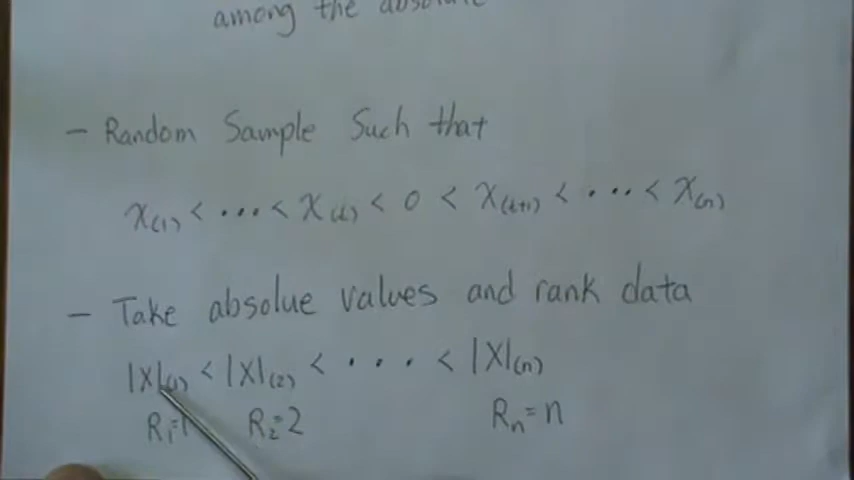 among the absolute
- Random Sample Such that
X(1) < ... < X(k) < 0 < X(k+1) < ... < X(n)
- Take absolue values and rank data
|X|(1) < |X|(2) < . . . . < |X|(n)
R1=1 R2=2 Rn=n